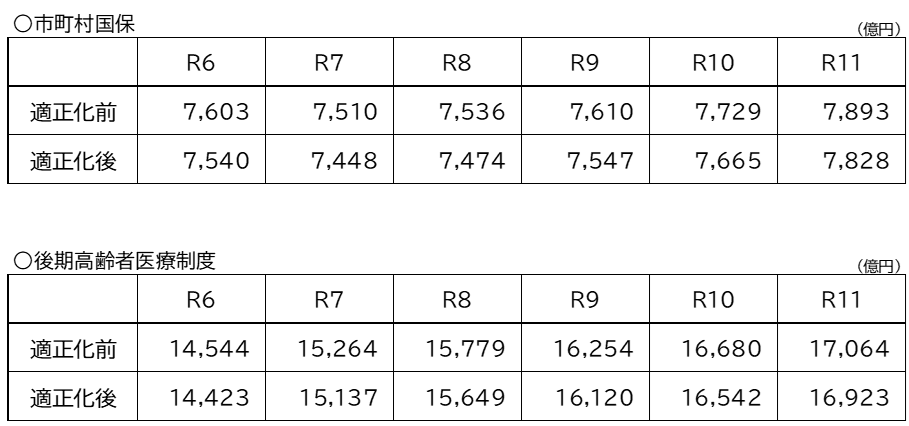 ○市町村国保
（億円）
R6 R7 R8 R9 R10 R11
適正化前 7,603 7,510 7,536 7,610 7,729 7,893
適正化後 7,540 7,448 7,474 7,547 7,665 7,828
○後期高齢者医療制度
（億円）
R6 R7 R8 R9 R10 R11
適正化前 14,544 15,264 15,779 16,254 16,680 17,064
適正化後 14,423 15,137 15,649 16,120 16,542 16,923